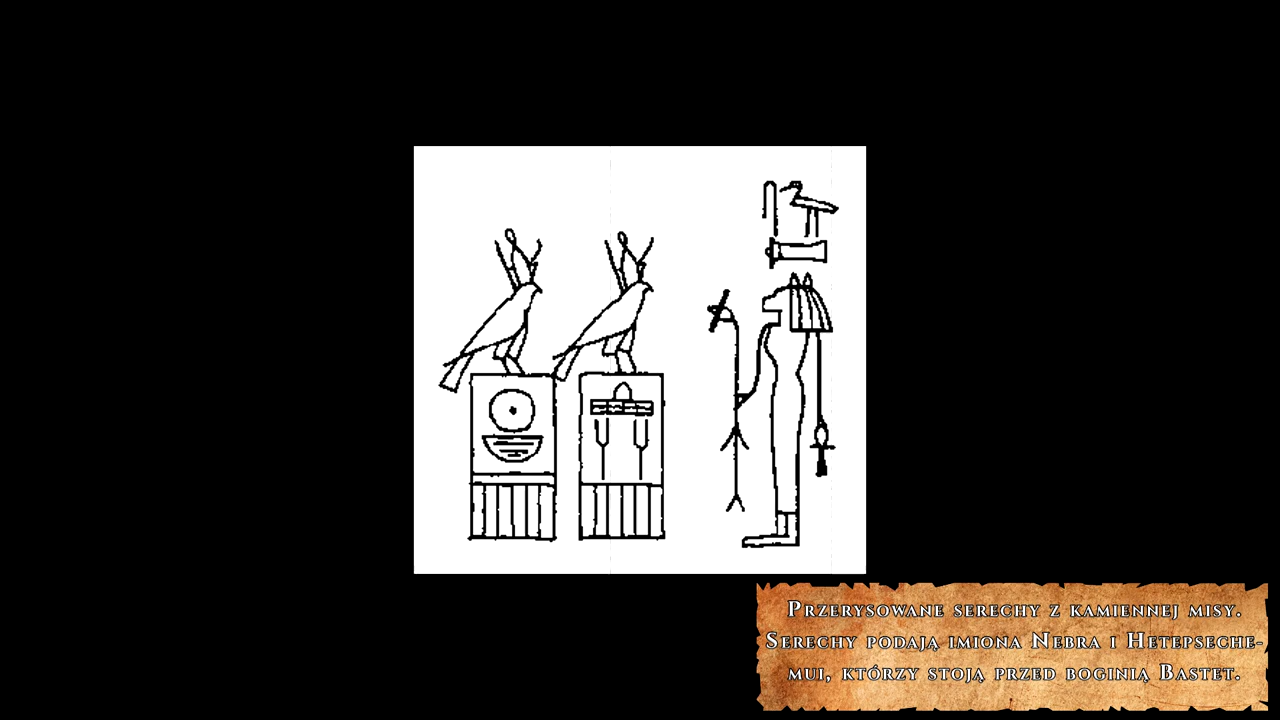 Przerysowane serechy z kamiennej misy.
Serechy podają imiona Nebra i Hetepseche-
mui, którzy stoją przed boginią Bastet.